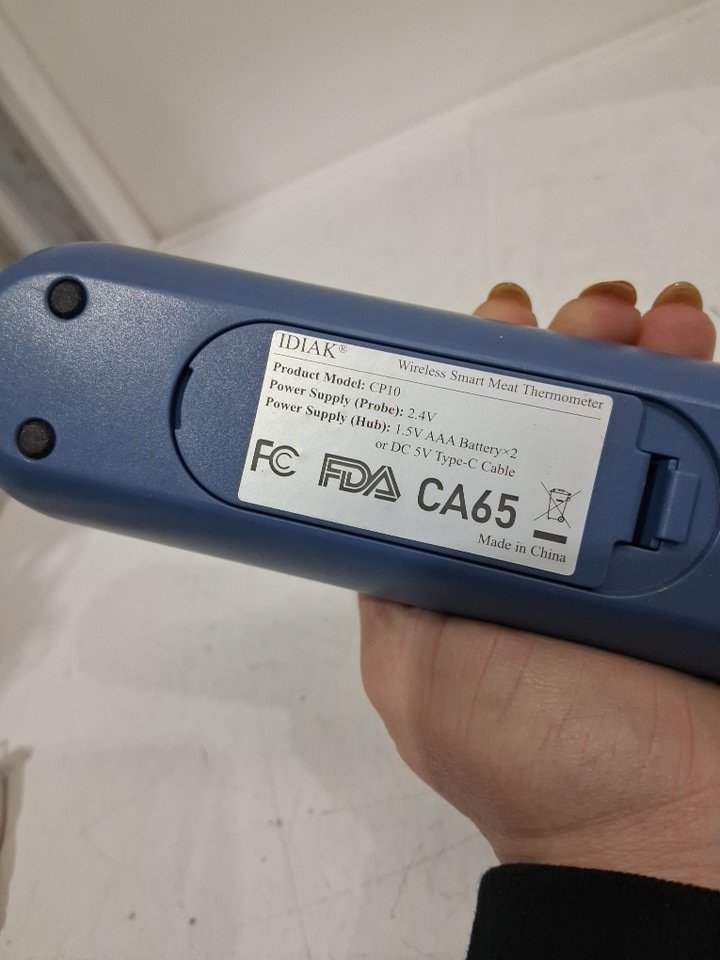 IDIAK®
Wireless Smart Meat Thermometer
Product Model: CP10
Power Supply (Probe): 2.4V
Power Supply (Hub): 1.5V AAA Battery×2
or DC 5V Type-C Cable
FC FDA CA65
Made in China